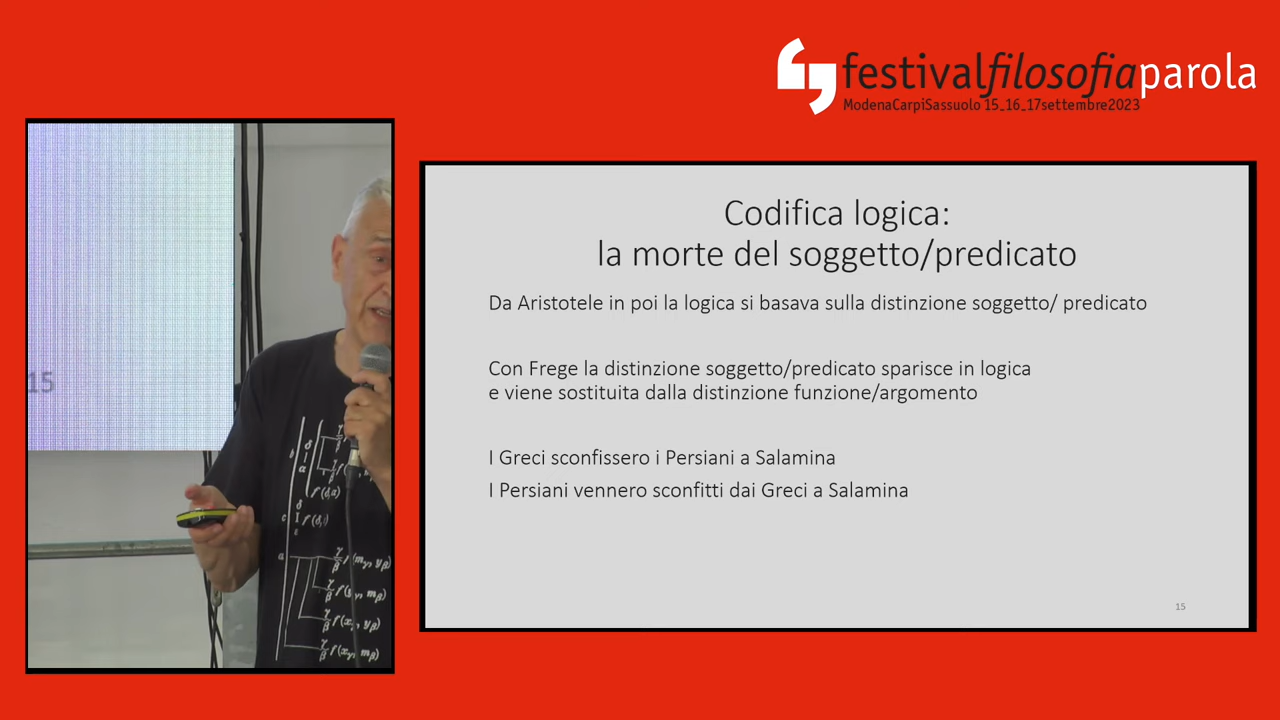 festivalfilosofiaparola
ModenaCarpiSassuolo 15_16_17settembre2023
Codifica logica:
la morte del soggetto/predicato
Da Aristotele in poi la logica si basava sulla distinzione soggetto/ predicato
Con Frege la distinzione soggetto/predicato sparisce in logica
e viene sostituita dalla distinzione funzione/argomento
I Greci sconfissero i Persiani a Salamina
I Persiani vennero sconfitti dai Greci a Salamina
15
15